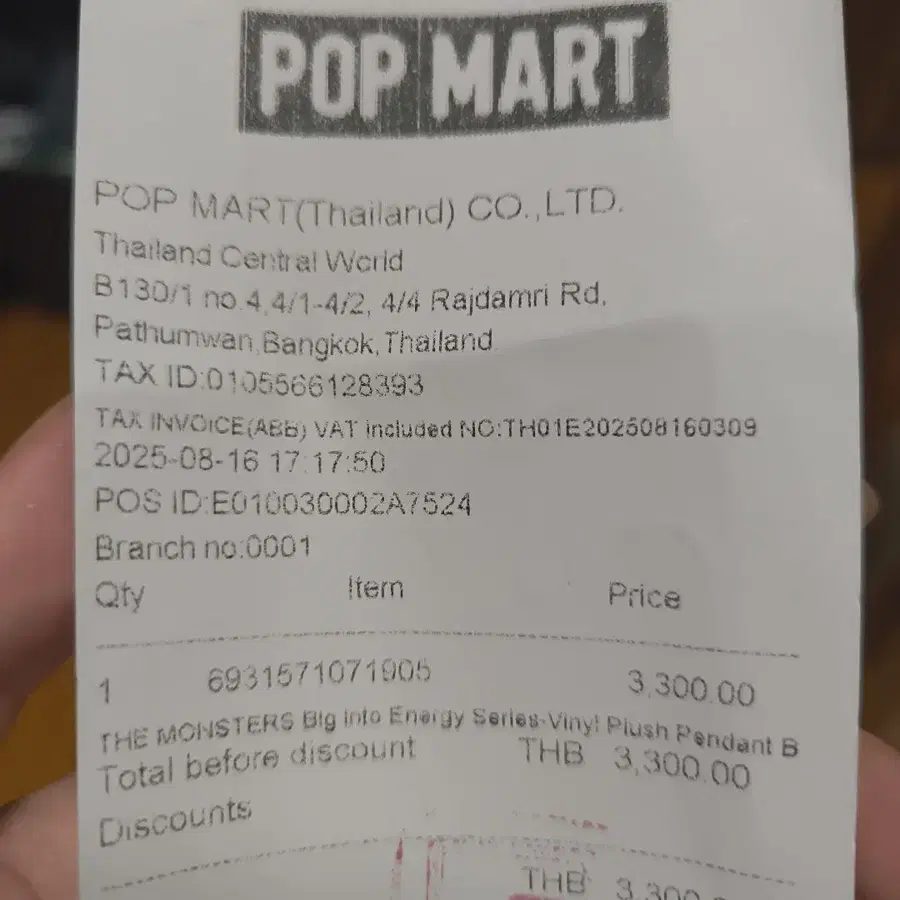 POP MART
POP MART(Thailand) CO.,LTD.
Thailand Central World
B130/1 no.4,4/1-4/2, 4/4 Rajdamri Rd.
Pathumwan,Bangkok,Thailand
TAX ID:0105566128393
TAX INVOICE(ABB) VAT included NO:TH01E202508160309
2025-08-16 17:17:50
POS ID:E010030002A7524
Branch no:0001
Qty Item Price
1 6931571071905 3,300.00
THE MONSTERS Big into Energy Series-Vinyl Plush Pendant B
Total before discount THB 3,300.00
Discounts
THB 3,300